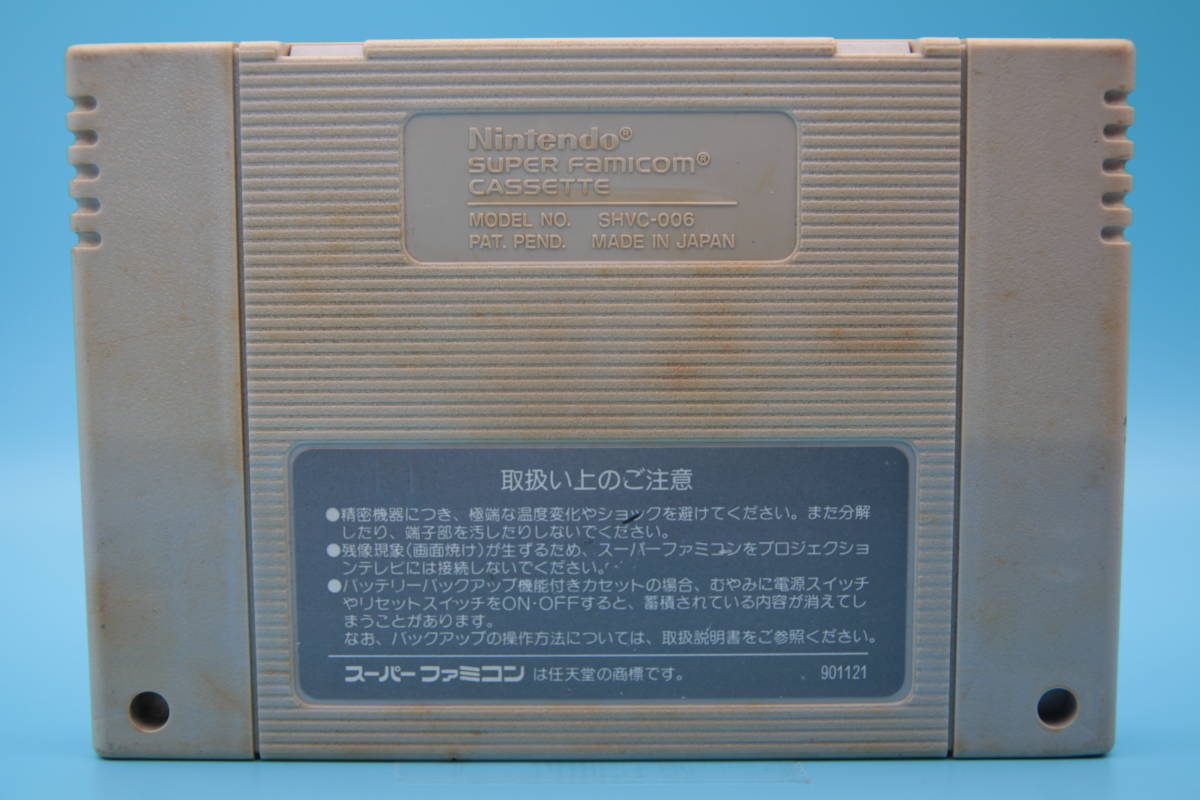 Nintendo®
SUPER FAMICOM®
CASSETTE
MODEL NO. SHVC-006
PAT. PEND. MADE IN JAPAN
取扱い上のご注意
●精密機器につき、極端な温度変化やショックを避けてください。また分解
したり、端子部を汚したりしないでください。
●残像現象(画面焼け)が生ずるため、スーパーファミコンをプロジェクショ
ンテレビには接続しないでください。
●バッテリーバックアップ機能付きカセットの場合、むやみに電源スイッチ
やリセットスイッチをON・OFFすると、蓄積されている内容が消えてし
まうことがあります。
なお、バックアップの操作方法については、取扱説明書をご参照ください。
スーパーファミコン は任天堂の商標です。 901121